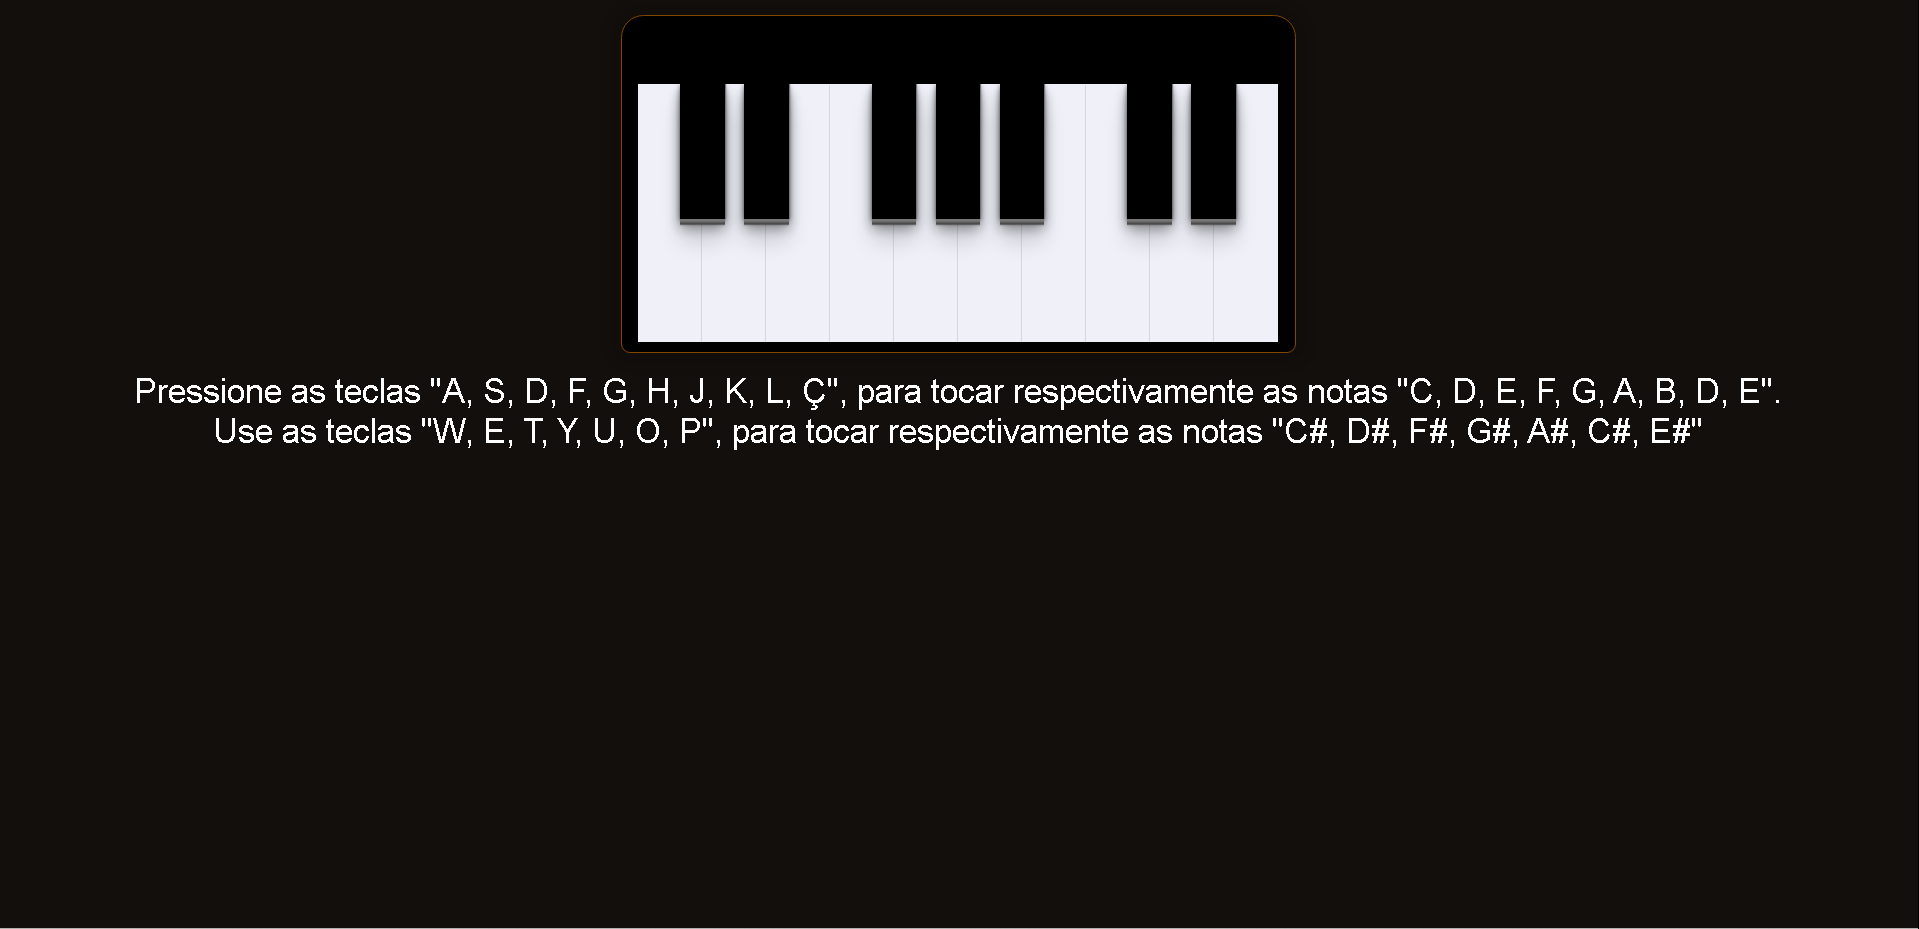 Pressione as teclas "A, S, D, F, G, H, J, K, L, Ç", para tocar respectivamente as notas "C, D, E, F, G, A, B, D, E".
Use as teclas "W, E, T, Y, U, O, P", para tocar respectivamente as notas "C#, D#, F#, G#, A#, C#, E#"